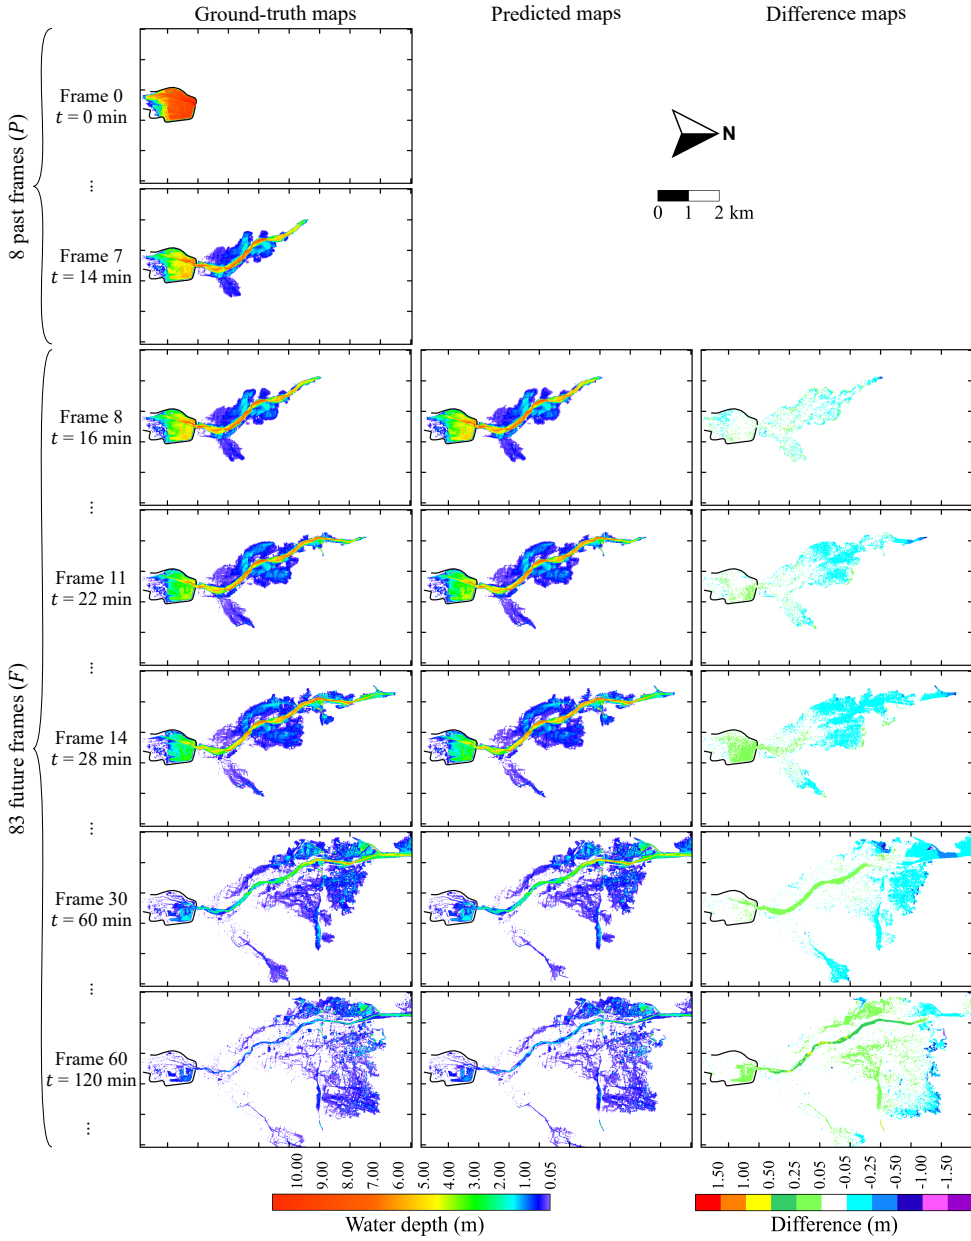 Ground-truth maps
Predicted maps
Difference maps
8 past frames (P)
Frame 0
t = 0 min
...
N
0 1 2 km
Frame 7
t = 14 min
83 future frames (F)
Frame 8
t = 16 min
...
Frame 11
t = 22 min
...
Frame 14
t = 28 min
...
Frame 30
t = 60 min
...
Frame 60
t = 120 min
...
10.00 9.00 8.00 7.00 6.00 5.00 4.00 3.00 2.00 1.00 0.05
Water depth (m)
1.50 1.00 0.50 0.25 0.05 -0.05 -0.25 -0.50 -1.00 -1.50
Difference (m)